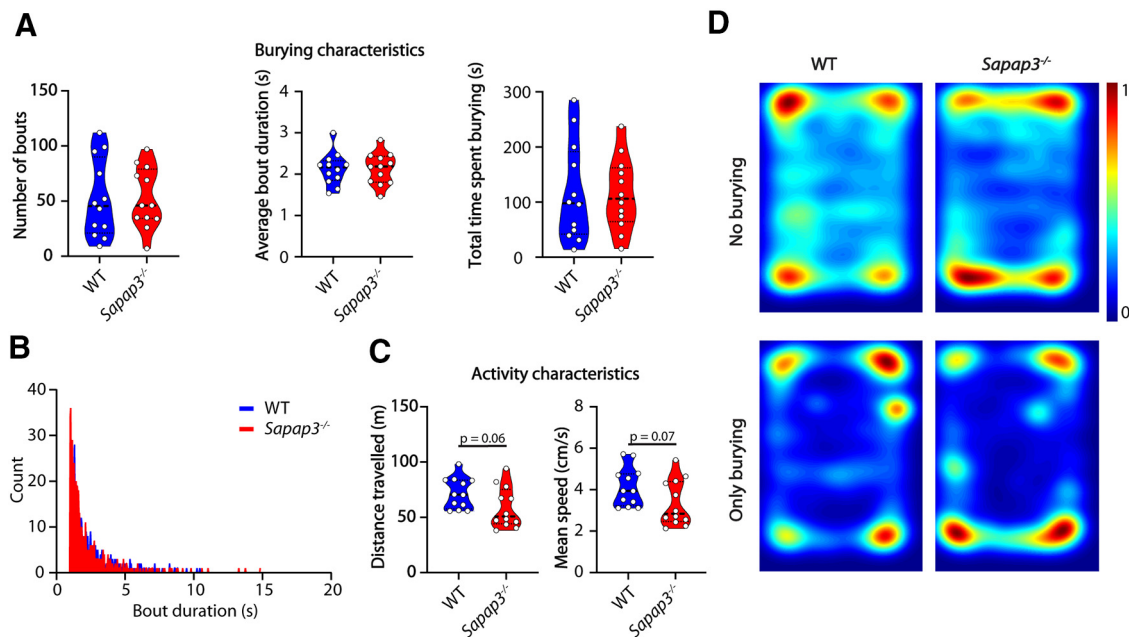 A
Burying characteristics
Number of bouts
150
100
50
0
WT
Sapap3-/-
Average bout duration (s)
4
3
2
1
0
WT
Sapap3-/-
Total time spent burying (s)
300
200
100
0
WT
Sapap3-/-
B
Count
40
30
20
10
0
0
5
10
15
20
Bout duration (s)
WT
Sapap3-/-
C
Activity characteristics
Distance travelled (m)
150
100
50
0
p = 0.06
WT
Sapap3-/-
Mean speed (cm/s)
8
6
4
2
0
p = 0.07
WT
Sapap3-/-
D
WT
Sapap3-/-
No burying
Only burying
1
0